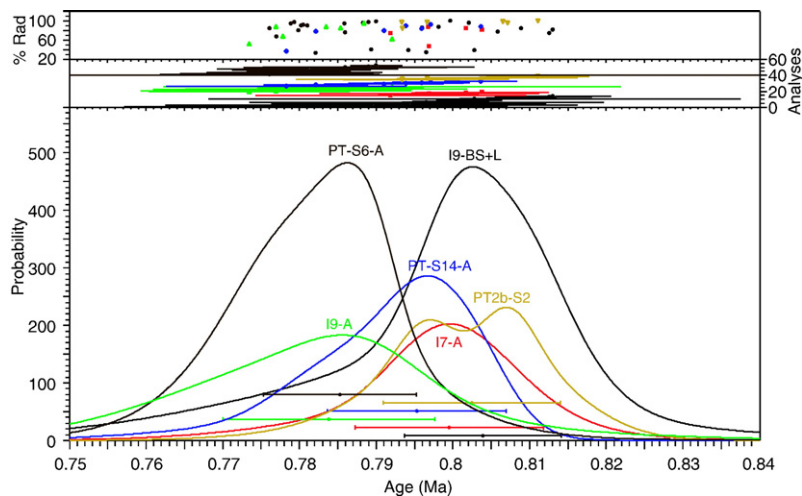 % Rad
100
80
60
40
20
60
40
20
0
Analyses
Probability
500
400
300
200
100
0
PT-S6-A
I9-BS+L
PT-S14-A
PT2b-S2
I9-A
I7-A
0.75 0.76 0.77 0.78 0.79 0.8 0.81 0.82 0.83 0.84
Age (Ma)